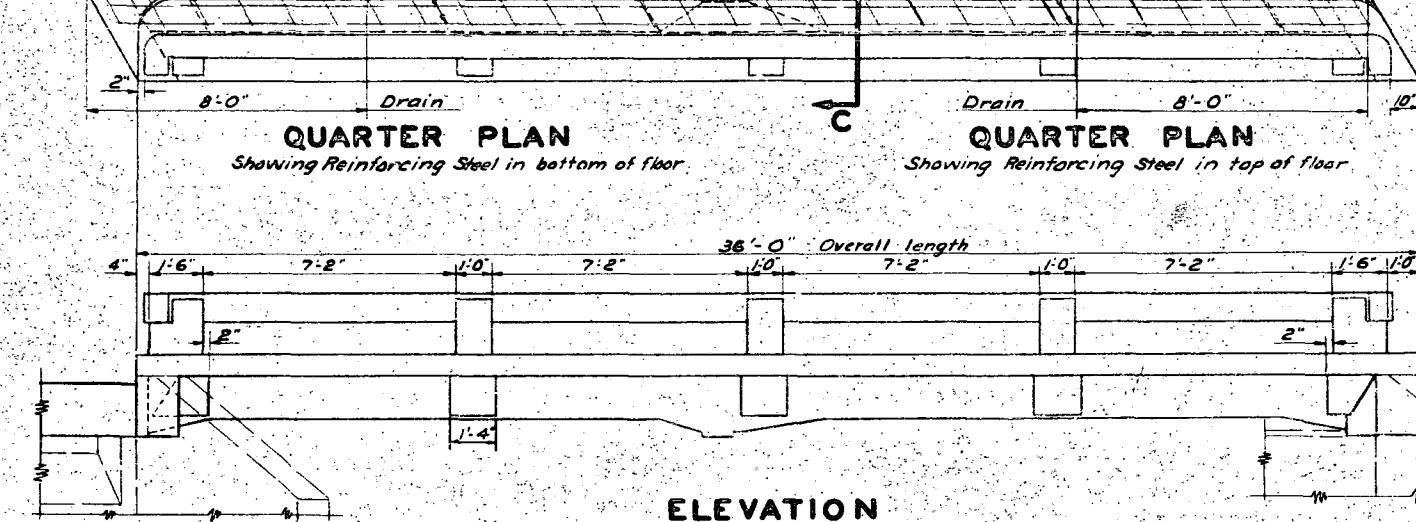 2"
8'-0" Drain
C
Drain 8'-0" 10"
QUARTER PLAN
Showing Reinforcing Steel in bottom of floor.
QUARTER PLAN
Showing Reinforcing Steel in top of floor
36'-0" Overall length
4" 1'-6" 7'-2" 1'-0" 7'-2" 1'-0" 7'-2" 1'-0" 7'-2" 1'-6" 1'-0"
2" 2"
1'-4"
ELEVATION